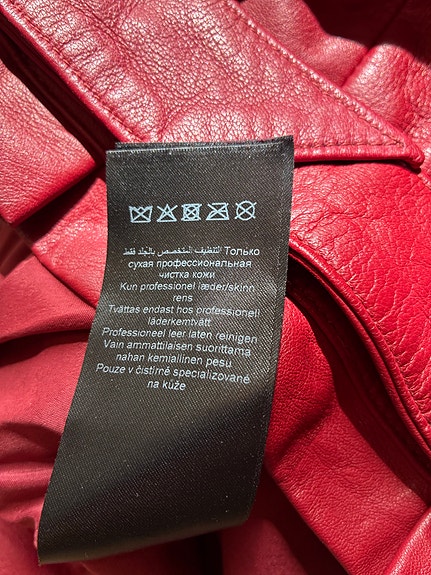 التنظيف المتخصص بالجلد فقط Только
сухая профессиональная
чистка кожи
Kun professionel læder/skinn
rens
Tvättas endast hos professionell
läderkemtvätt
Professioneel leer laten reinigen
Vain ammattilaisen suorittama
nahan kemiallinen pesu
Pouze v čistírně specializované
na kůže